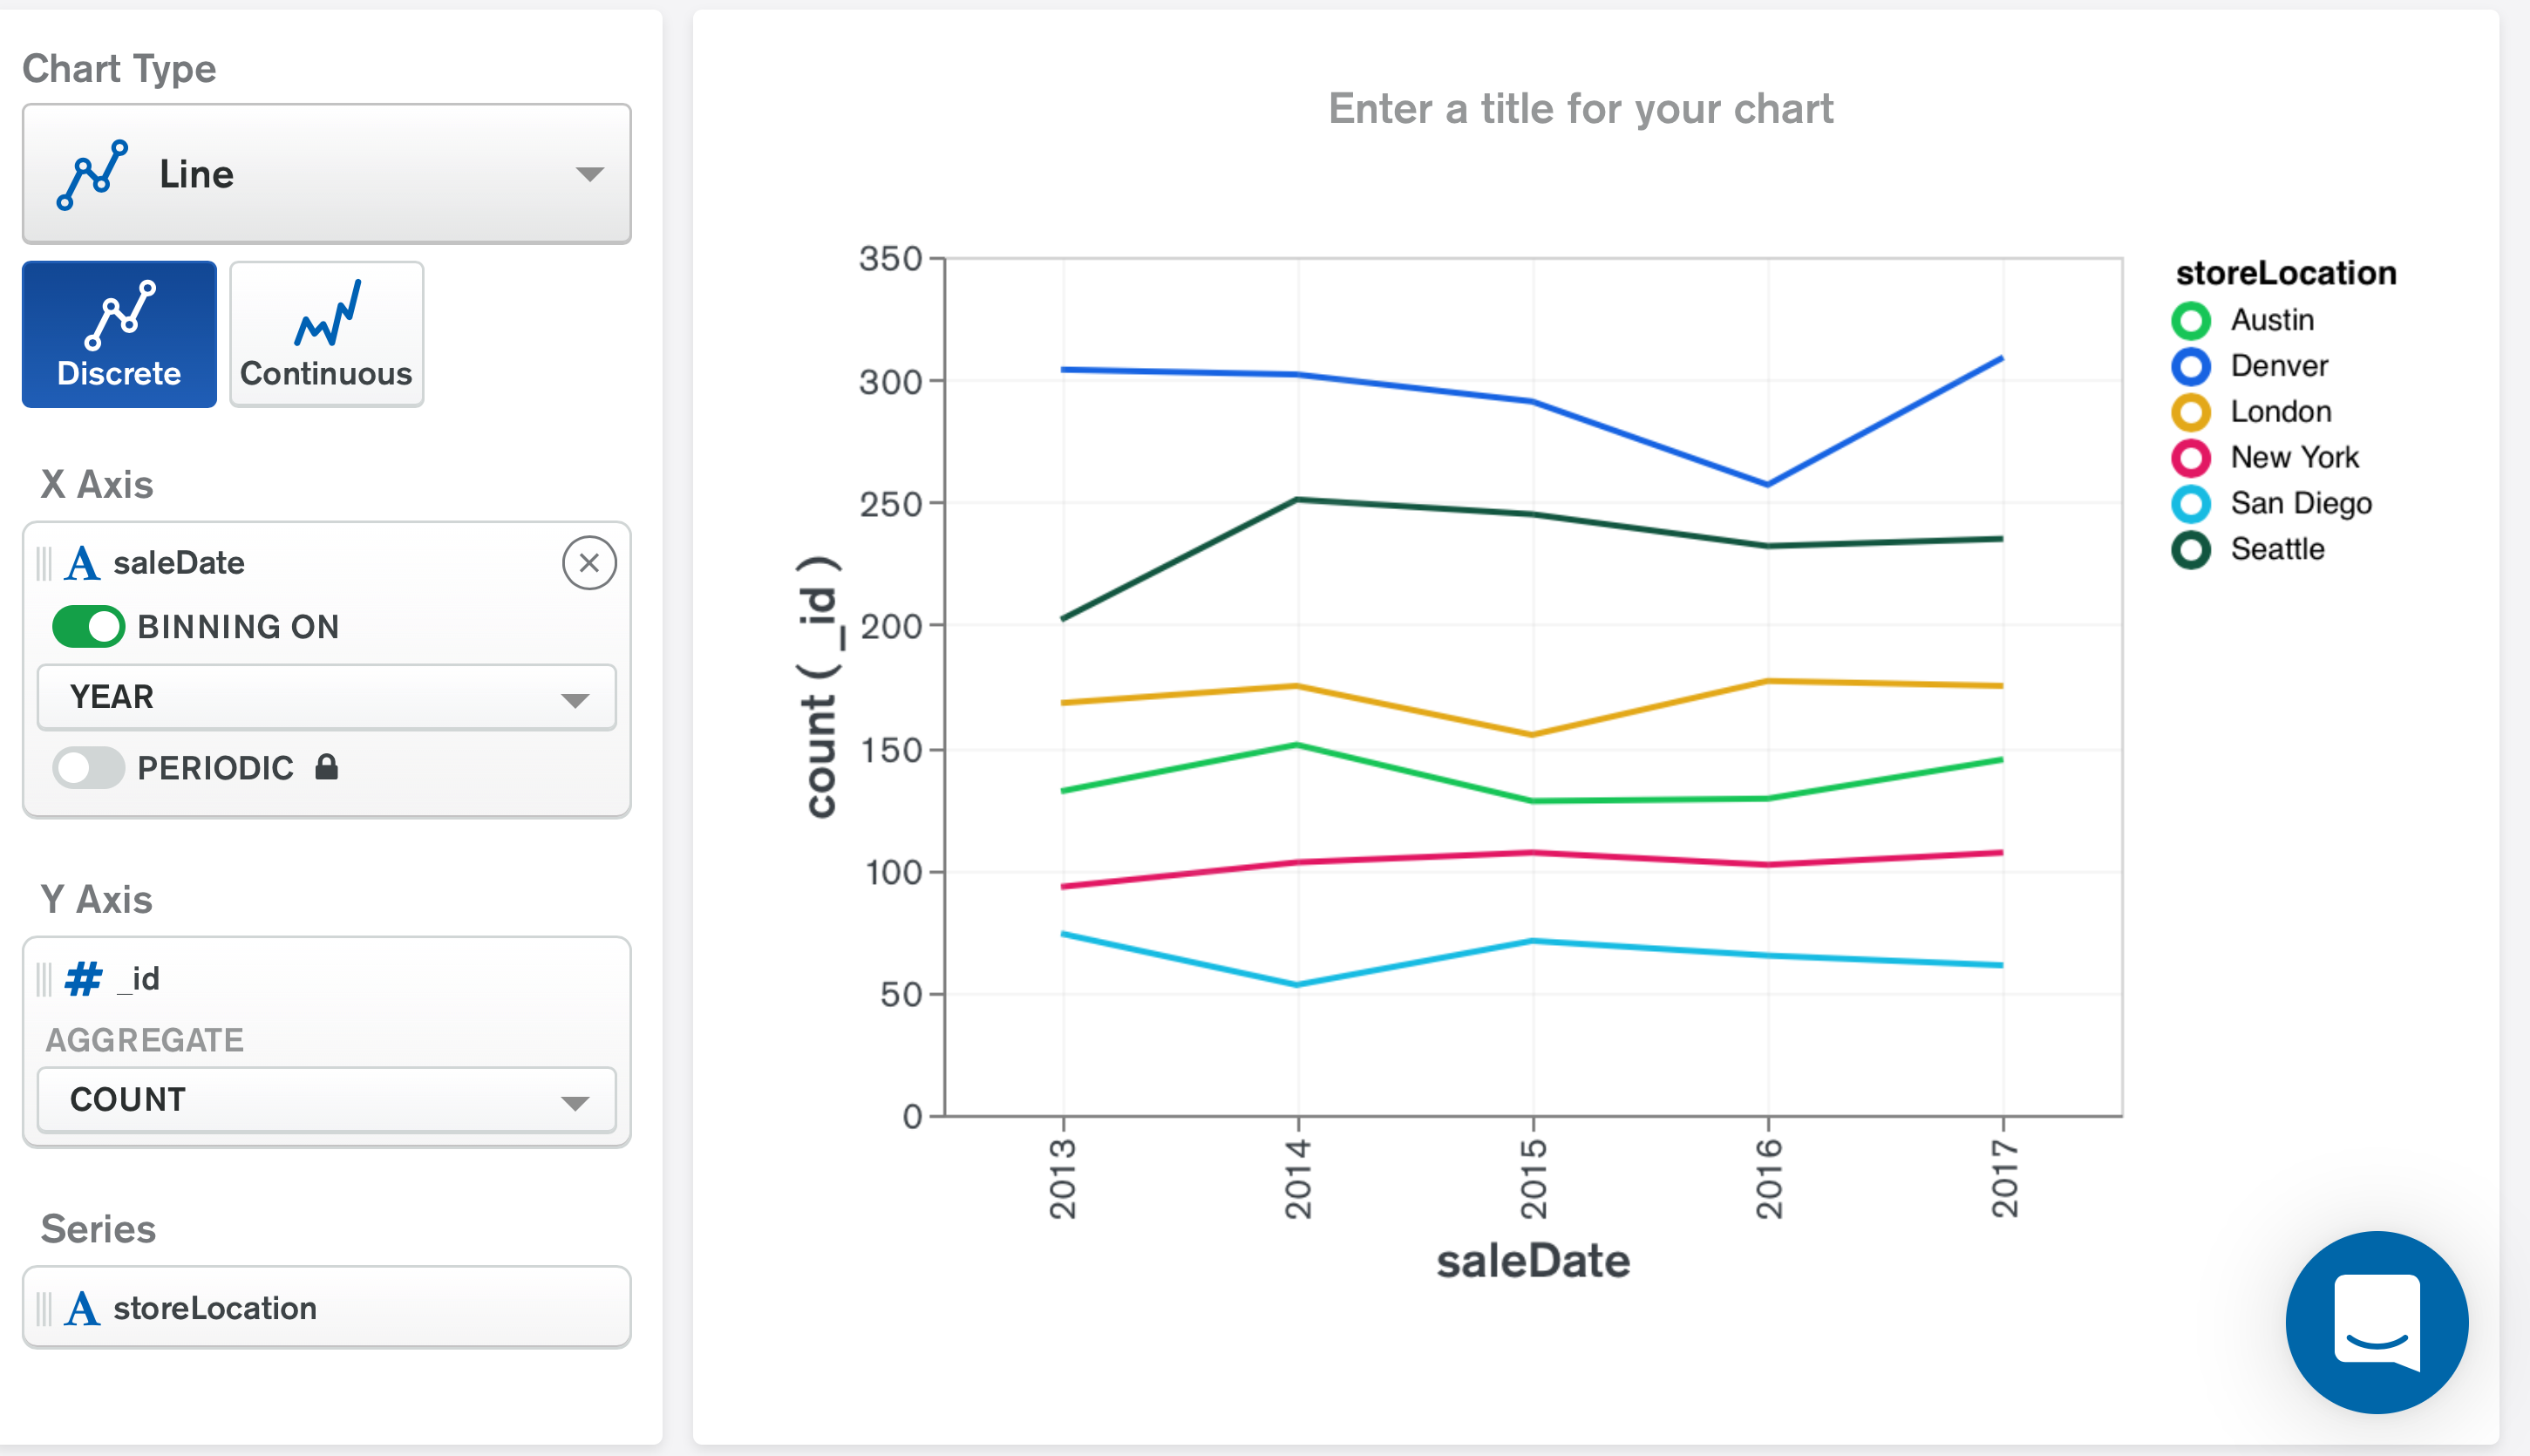 Chart Type
Line
Discrete
Continuous
X Axis
A saleDate
BINNING ON
YEAR
PERIODIC
Y Axis
# _id
AGGREGATE
COUNT
Series
A storeLocation
Enter a title for your chart
350
300
250
200
150
100
50
0
count ( _id )
2013
2014
2015
2016
2017
saleDate
storeLocation
Austin
Denver
London
New York
San Diego
Seattle